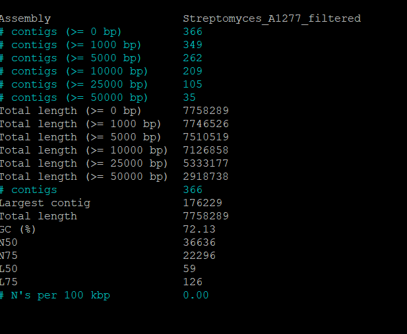 Assembly Streptomyces_A1277_filtered
# contigs (>= 0 bp) 366
# contigs (>= 1000 bp) 349
# contigs (>= 5000 bp) 262
# contigs (>= 10000 bp) 209
# contigs (>= 25000 bp) 105
# contigs (>= 50000 bp) 35
Total length (>= 0 bp) 7758289
Total length (>= 1000 bp) 7746526
Total length (>= 5000 bp) 7510519
Total length (>= 10000 bp) 7126858
Total length (>= 25000 bp) 5333177
Total length (>= 50000 bp) 2918738
# contigs 366
Largest contig 176229
Total length 7758289
GC (%) 72.13
N50 36636
N75 22296
L50 59
L75 126
# N's per 100 kbp 0.00